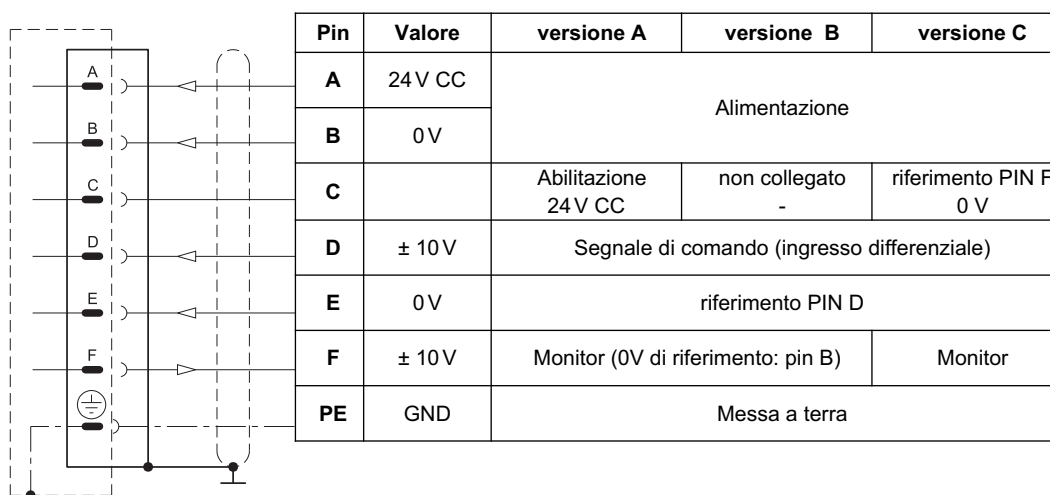 Pin Valore versione A versione B versione C
A 24 V CC Alimentazione
B 0 V
C Abilitazione 24 V CC non collegato - riferimento PIN F 0 V
D ± 10 V Segnale di comando (ingresso differenziale)
E 0 V riferimento PIN D
F ± 10 V Monitor (0V di riferimento: pin B) Monitor
PE GND Messa a terra
A
B
C
D
E
F